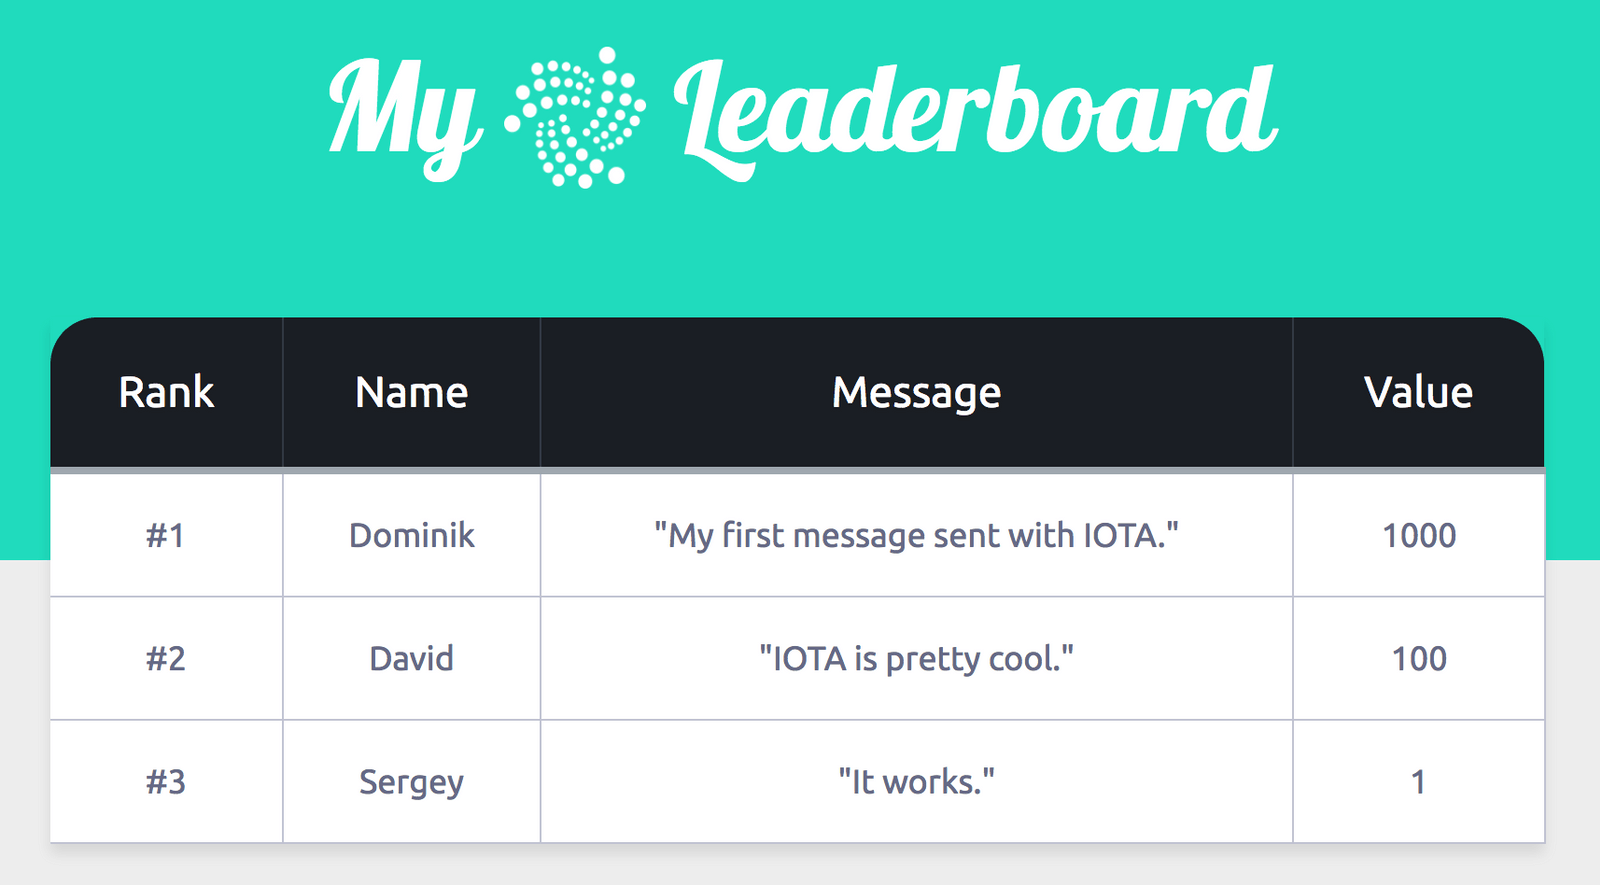 My Leaderboard
Rank Name Message Value
#1 Dominik "My first message sent with IOTA." 1000
#2 David "IOTA is pretty cool." 100
#3 Sergey "It works." 1